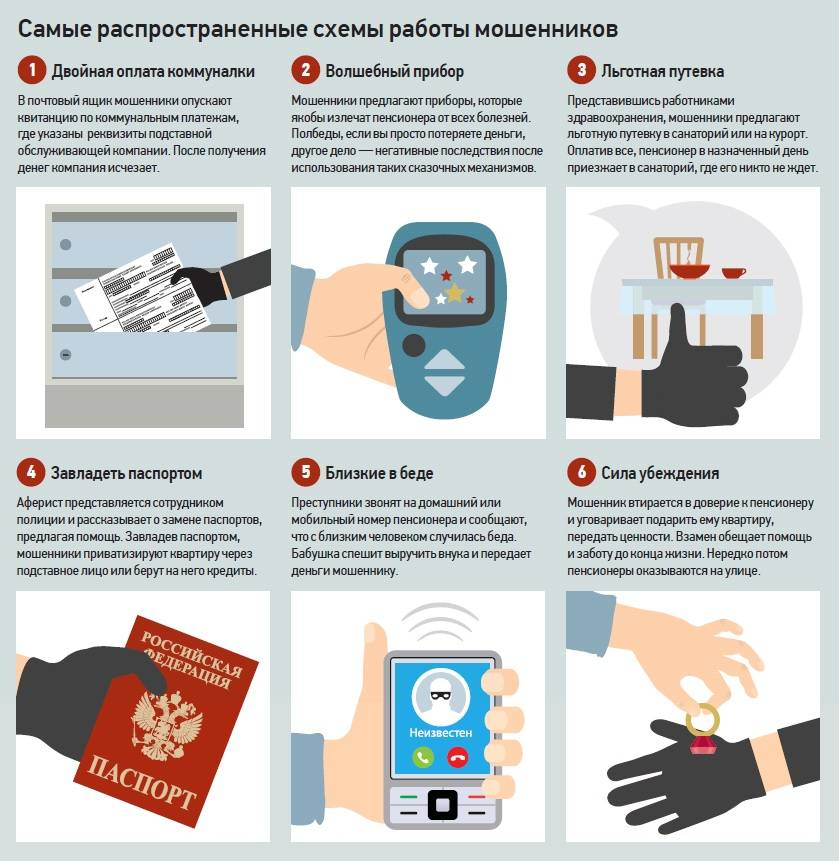 Самые распространенные схемы работы мошенников
1 Двойная оплата коммуналки
В почтовый ящик мошенники опускают
квитанцию по коммунальным платежам,
где указаны реквизиты подставной
обслуживающей компании. После получения
денег компания исчезает.
2 Волшебный прибор
Мошенники предлагают приборы, которые
якобы излечат пенсионера от всех болезней.
Полбеды, если вы просто потеряете деньги,
другое дело — негативные последствия после
использования таких сказочных механизмов.
3 Льготная путевка
Представившись работниками
здравоохранения, мошенники предлагают
льготную путевку в санаторий или на курорт.
Оплатив все, пенсионер в назначенный день
приезжает в санаторий, где его никто не ждет.
4 Завладеть паспортом
Аферист представляется сотрудником
полиции и рассказывает о замене паспортов,
предлагая помощь. Завладев паспортом,
мошенники приватизируют квартиру через
подставное лицо или берут на него кредиты.
РОССИЙСКАЯ
ФЕДЕРАЦИЯ
ПАСПОРТ
5 Близкие в беде
Преступники звонят на домашний или
мобильный номер пенсионера и сообщают,
что с близким человеком случилась беда.
Бабушка спешит выручить внука и передает
деньги мошеннику.
Неизвестен
6 Сила убеждения
Мошенник втирается в доверие к пенсионеру
и уговаривает подарить ему квартиру,
передать ценности. Взамен обещает помощь
и заботу до конца жизни. Нередко потом
пенсионеры оказываются на улице.